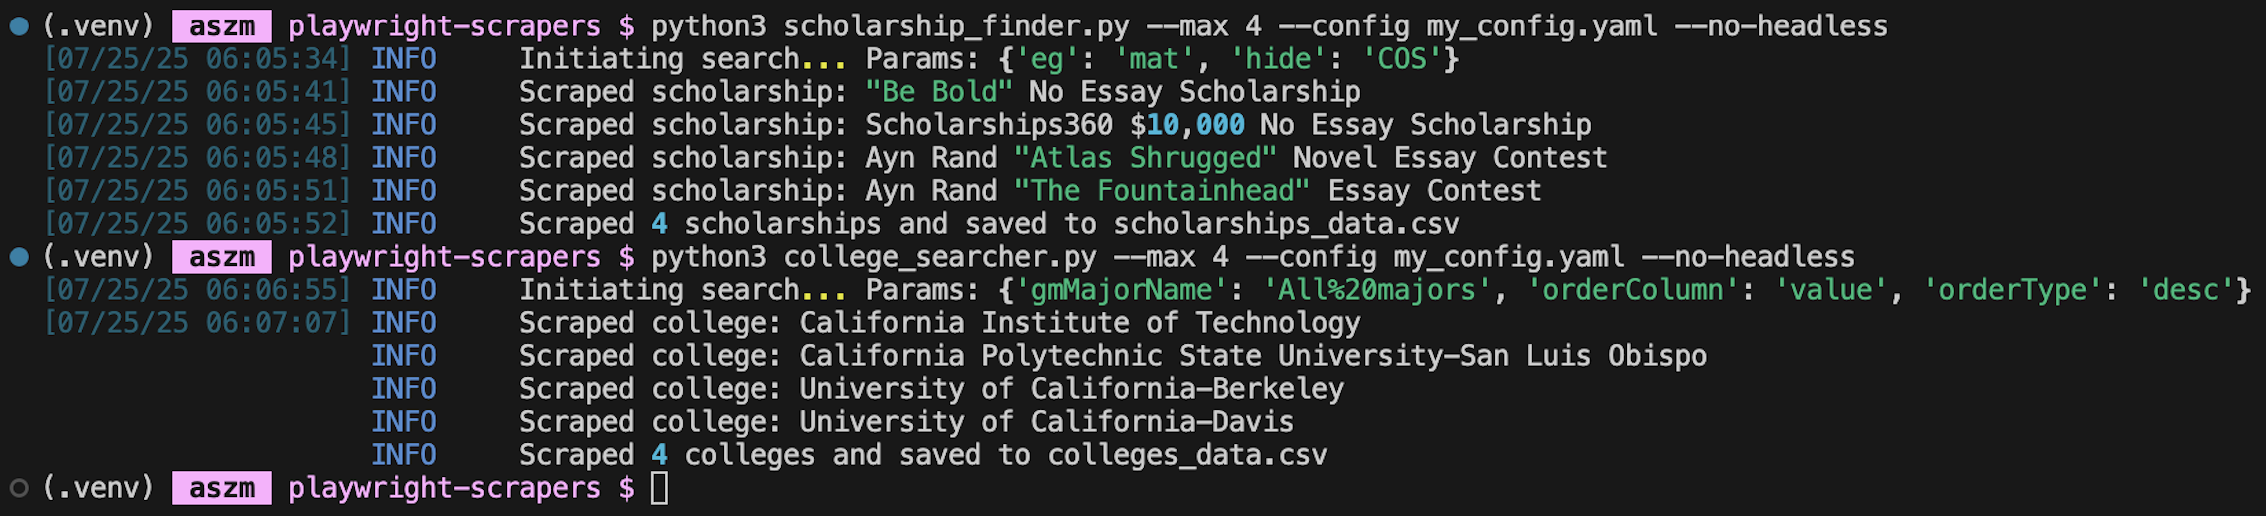 (.venv) aszm playwright-scrapers $ python3 scholarship_finder.py --max 4 --config my_config.yaml --no-headless
[07/25/25 06:05:34] INFO Initiating search... Params: {'eg': 'mat', 'hide': 'COS'}
[07/25/25 06:05:41] INFO Scraped scholarship: "Be Bold" No Essay Scholarship
[07/25/25 06:05:45] INFO Scraped scholarship: Scholarships360 $10,000 No Essay Scholarship
[07/25/25 06:05:48] INFO Scraped scholarship: Ayn Rand "Atlas Shrugged" Novel Essay Contest
[07/25/25 06:05:51] INFO Scraped scholarship: Ayn Rand "The Fountainhead" Essay Contest
[07/25/25 06:05:52] INFO Scraped 4 scholarships and saved to scholarships_data.csv
(.venv) aszm playwright-scrapers $ python3 college_searcher.py --max 4 --config my_config.yaml --no-headless
[07/25/25 06:06:55] INFO Initiating search... Params: {'gmMajorName': 'All%20majors', 'orderColumn': 'value', 'orderType': 'desc'}
[07/25/25 06:07:07] INFO Scraped college: California Institute of Technology
INFO Scraped college: California Polytechnic State University-San Luis Obispo
INFO Scraped college: University of California-Berkeley
INFO Scraped college: University of California-Davis
INFO Scraped 4 colleges and saved to colleges_data.csv
(.venv) aszm playwright-scrapers $